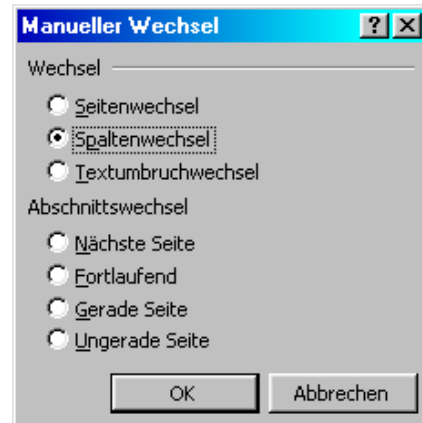 Manueller Wechsel
Wechsel
Seitenwechsel
Spaltenwechsel
Textumbruchwechsel
Abschnittswechsel
Nächste Seite
Fortlaufend
Gerade Seite
Ungerade Seite
OK Abbrechen